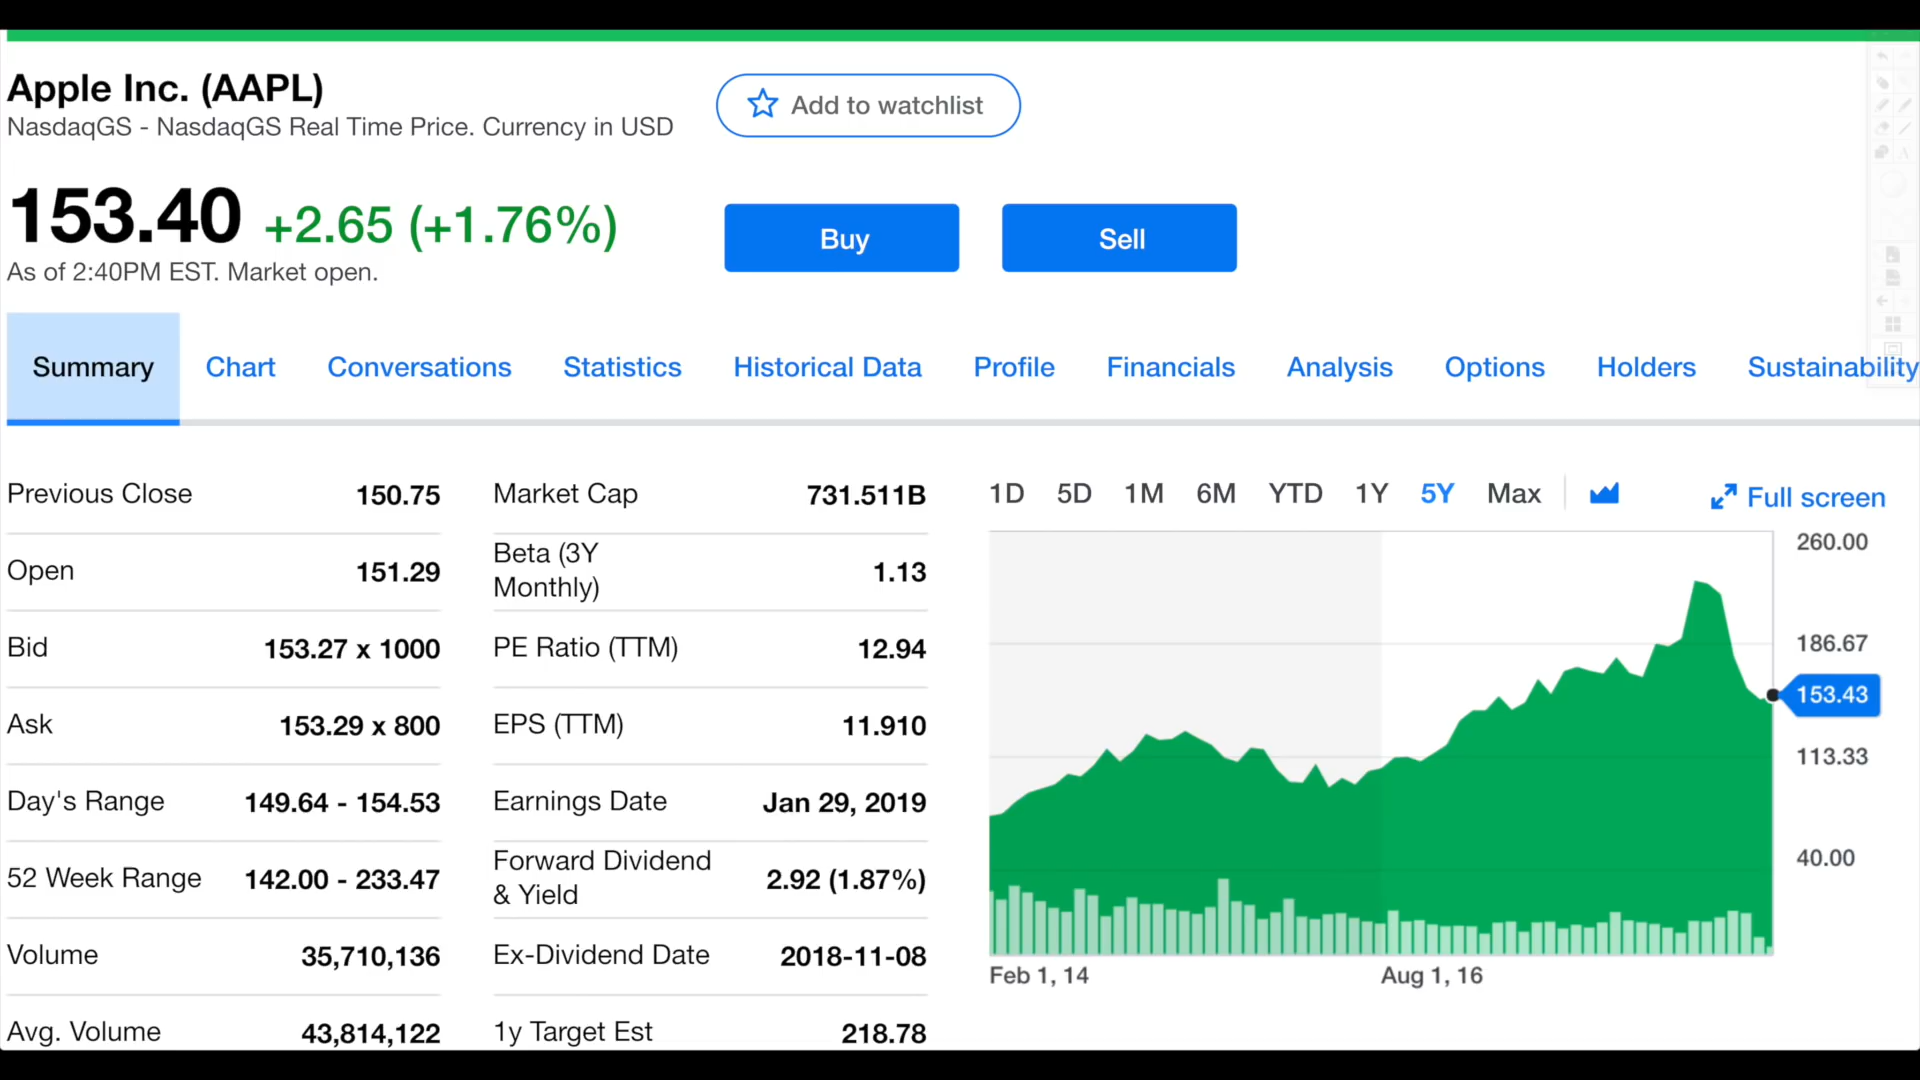 Apple Inc. (AAPL)
NasdaqGS - NasdaqGS Real Time Price. Currency in USD
Add to watchlist
153.40 +2.65 (+1.76%)
As of 2:40PM EST. Market open.
Buy
Sell
Summary Chart Conversations Statistics Historical Data Profile Financials Analysis Options Holders Sustainability
Previous Close 150.75
Open 151.29
Bid 153.27 x 1000
Ask 153.29 x 800
Day's Range 149.64 - 154.53
52 Week Range 142.00 - 233.47
Volume 35,710,136
Avg. Volume 43,814,122
Market Cap 731.511B
Beta (3Y
Monthly) 1.13
PE Ratio (TTM) 12.94
EPS (TTM) 11.910
Earnings Date Jan 29, 2019
Forward Dividend
& Yield 2.92 (1.87%)
Ex-Dividend Date 2018-11-08
1y Target Est 218.78
1D 5D 1M 6M YTD 1Y 5Y Max Full screen
260.00
186.67
153.43
113.33
40.00
Feb 1, 14 Aug 1, 16